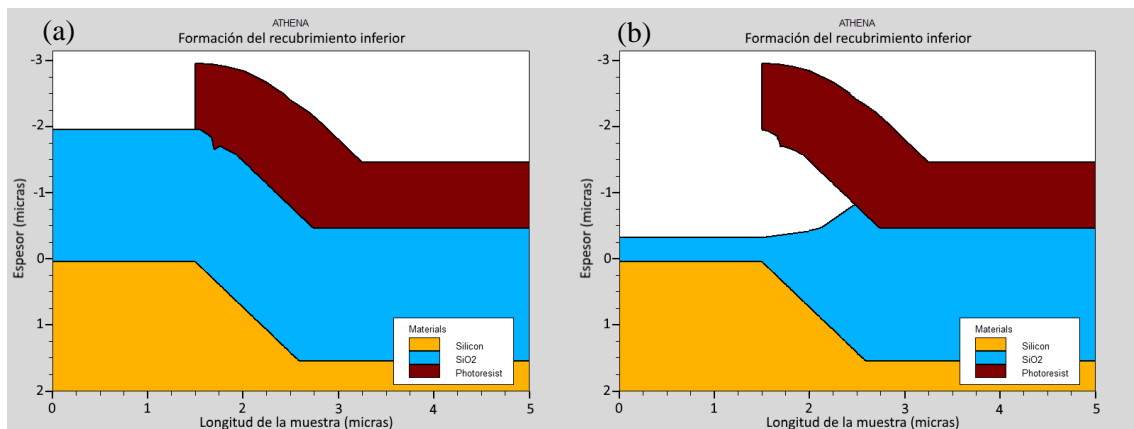 (a)
ATHENA
Formación del recubrimiento inferior
Espesor (micras)
-3
-2
-1
0
1
2
Materials
Silicon
SiO2
Photoresist
0 1 2 3 4 5
Longitud de la muestra (micras)
(b)
ATHENA
Formación del recubrimiento inferior
Espesor (micras)
-3
-2
-1
0
1
2
Materials
Silicon
SiO2
Photoresist
0 1 2 3 4 5
Longitud de la muestra (micras)